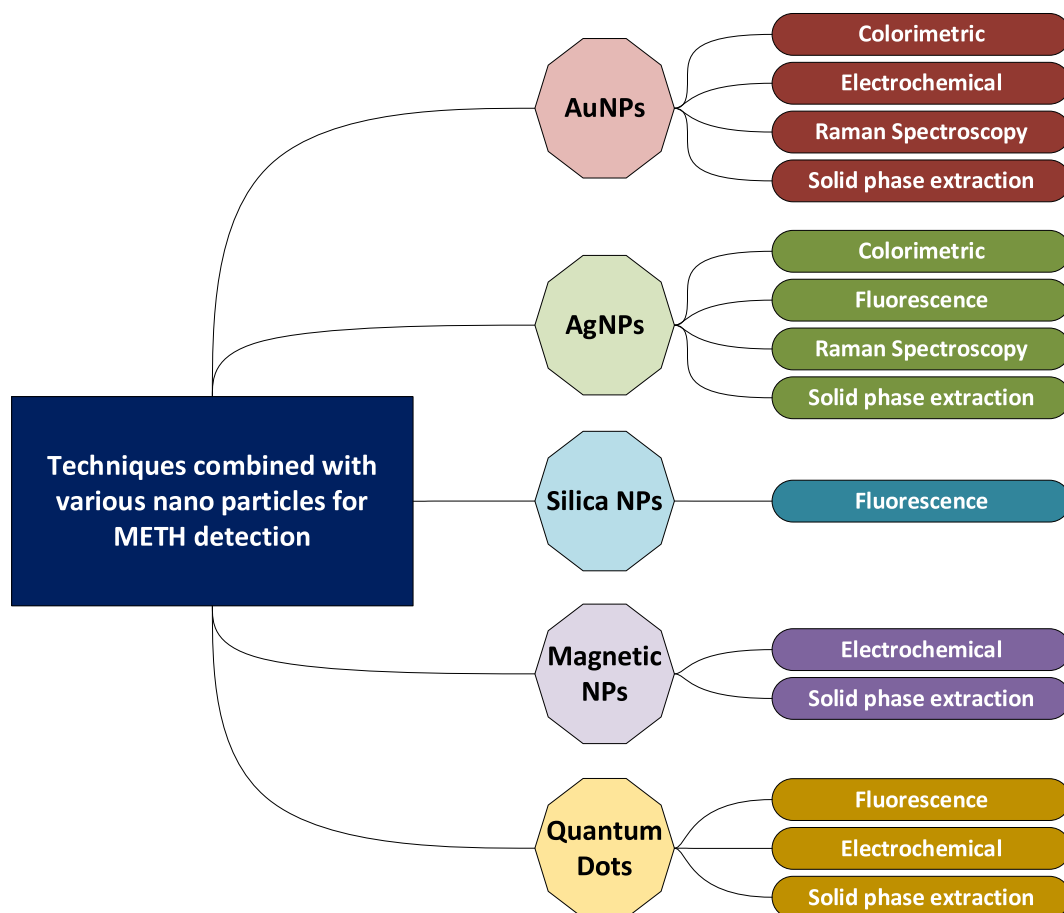 Techniques combined with
various nano particles for
METH detection
AuNPs
Colorimetric
Electrochemical
Raman Spectroscopy
Solid phase extraction
AgNPs
Colorimetric
Fluorescence
Raman Spectroscopy
Solid phase extraction
Silica NPs
Fluorescence
Magnetic
NPs
Electrochemical
Solid phase extraction
Quantum
Dots
Fluorescence
Electrochemical
Solid phase extraction